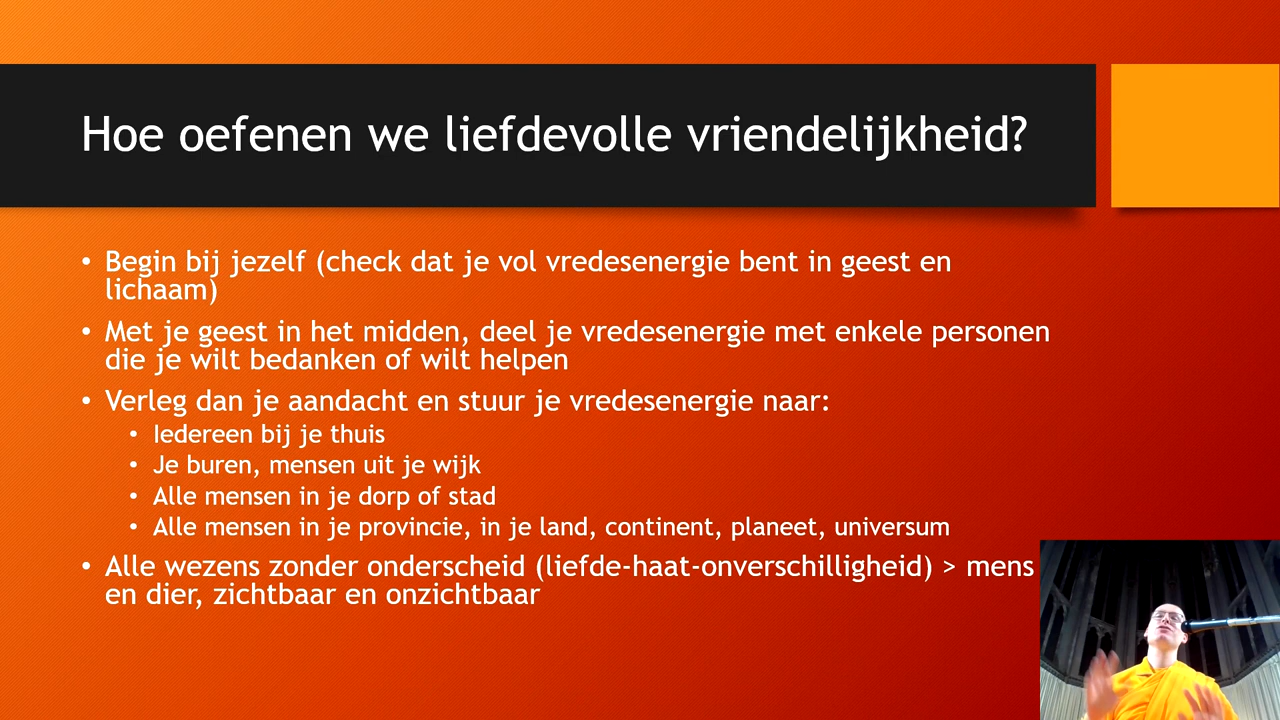 Hoe oefenen we liefdevolle vriendelijkheid?
• Begin bij jezelf (check dat je vol vredesenergie bent in geest en
lichaam)
• Met je geest in het midden, deel je vredesenergie met enkele personen
die je wilt bedanken of wilt helpen
• Verleg dan je aandacht en stuur je vredesenergie naar:
• Iedereen bij je thuis
• Je buren, mensen uit je wijk
• Alle mensen in je dorp of stad
• Alle mensen in je provincie, in je land, continent, planeet, universum
• Alle wezens zonder onderscheid (liefde-haat-onverschilligheid) > mens
en dier, zichtbaar en onzichtbaar